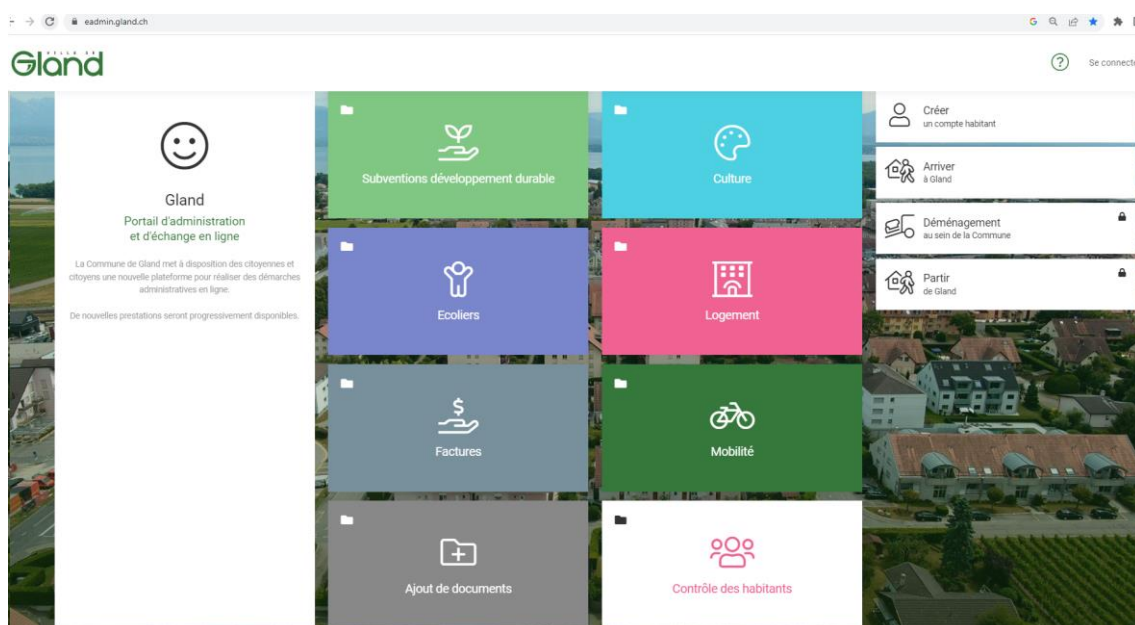 eadmin.gland.ch
VILLE DE
Gland
Se connecte
Gland
Portail d'administration
et d'échange en ligne
La Commune de Gland met à disposition des citoyennes et
citoyens une nouvelle plateforme pour réaliser des démarches
administratives en ligne.
De nouvelles prestations seront progressivement disponibles.
Subventions développement durable
Culture
Ecoliers
Logement
Factures
Mobilité
Ajout de documents
Contrôle des habitants
Créer
un compte habitant
Arriver
à Gland
Déménagement
au sein de la Commune
Partir
de Gland